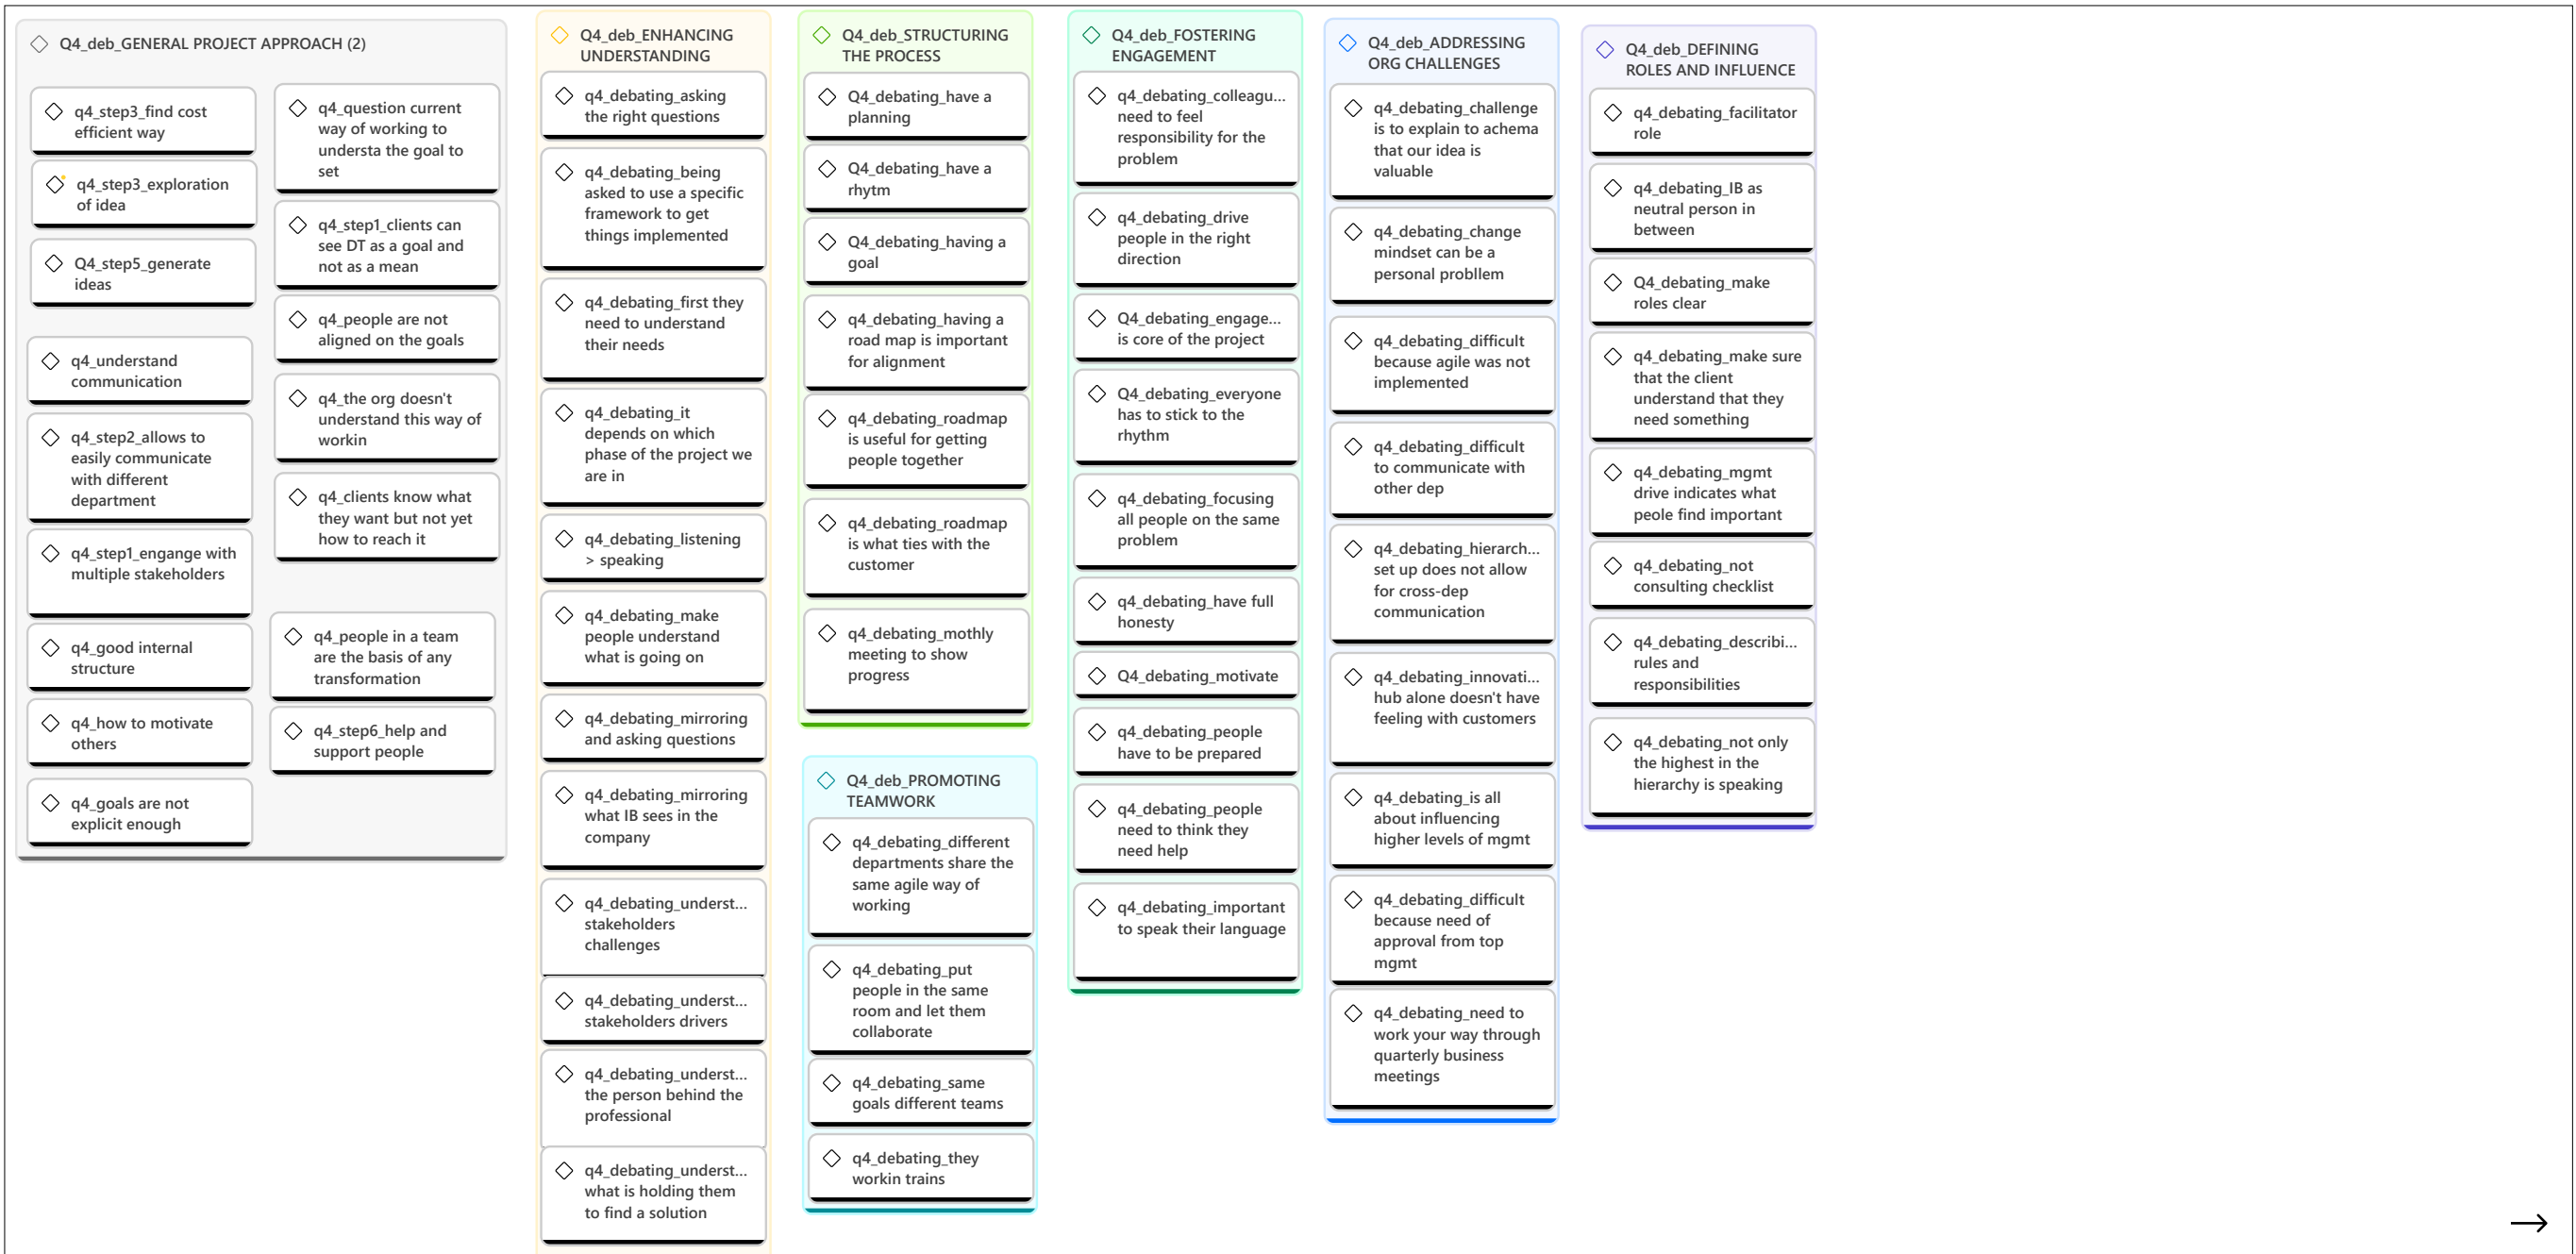 Q4_deb_GENERAL PROJECT APPROACH (2)
q4_step3_find cost
efficient way
q4_step3_exploration
of idea
Q4_step5_generate
ideas
q4_understand
communication
q4_step2_allows to
easily communicate
with different
department
q4_step1_engange with
multiple stakeholders
q4_good internal
structure
q4_how to motivate
others
q4_goals are not
explicit enough
q4_question current
way of working to
understa the goal to
set
q4_step1_clients can
see DT as a goal and
not as a mean
q4_people are not
aligned on the goals
q4_the org doesn't
understand this way of
workin
q4_clients know what
they want but not yet
how to reach it
q4_people in a team
are the basis of any
transformation
q4_step6_help and
support people
Q4_deb_ENHANCING
UNDERSTANDING
q4_debating_asking
the right questions
q4_debating_being
asked to use a specific
framework to get
things implemented
q4_debating_first they
need to understand
their needs
q4_debating_it
depends on which
phase of the project we
are in
q4_debating_listening
> speaking
q4_debating_make
people understand
what is going on
q4_debating_mirroring
and asking questions
q4_debating_mirroring
what IB sees in the
company
q4_debating_underst...
stakeholders
challenges
q4_debating_underst...
stakeholders drivers
q4_debating_underst...
the person behind the
professional
q4_debating_underst...
what is holding them
to find a solution
Q4_deb_STRUCTURING
THE PROCESS
Q4_debating_have a
planning
Q4_debating_have a
rhytm
Q4_debating_having a
goal
q4_debating_having a
road map is important
for alignment
q4_debating_roadmap
is useful for getting
people together
q4_debating_roadmap
is what ties with the
customer
q4_debating_mothly
meeting to show
progress
Q4_deb_PROMOTING
TEAMWORK
q4_debating_different
departments share the
same agile way of
working
q4_debating_put
people in the same
room and let them
collaborate
q4_debating_same
goals different teams
q4_debating_they
workin trains
Q4_deb_FOSTERING
ENGAGEMENT
q4_debating_colleagu...
need to feel
responsibility for the
problem
q4_debating_drive
people in the right
direction
Q4_debating_engage...
is core of the project
Q4_debating_everyone
has to stick to the
rhythm
q4_debating_focusing
all people on the same
problem
q4_debating_have full
honesty
Q4_debating_motivate
q4_debating_people
have to be prepared
q4_debating_people
need to think they
need help
q4_debating_important
to speak their language
Q4_deb_ADDRESSING
ORG CHALLENGES
q4_debating_challenge
is to explain to achema
that our idea is
valuable
q4_debating_change
mindset can be a
personal probllem
q4_debating_difficult
because agile was not
implemented
q4_debating_difficult
to communicate with
other dep
q4_debating_hierarch...
set up does not allow
for cross-dep
communication
q4_debating_innovati...
hub alone doesn't have
feeling with customers
q4_debating_is all
about influencing
higher levels of mgmt
q4_debating_difficult
because need of
approval from top
mgmt
q4_debating_need to
work your way through
quarterly business
meetings
Q4_deb_DEFINING
ROLES AND INFLUENCE
q4_debating_facilitator
role
q4_debating_IB as
neutral person in
between
Q4_debating_make
roles clear
q4_debating_make sure
that the client
understand that they
need something
q4_debating_mgmt
drive indicates what
peole find important
q4_debating_not
consulting checklist
q4_debating_describi...
rules and
responsibilities
q4_debating_not only
the highest in the
hierarchy is speaking